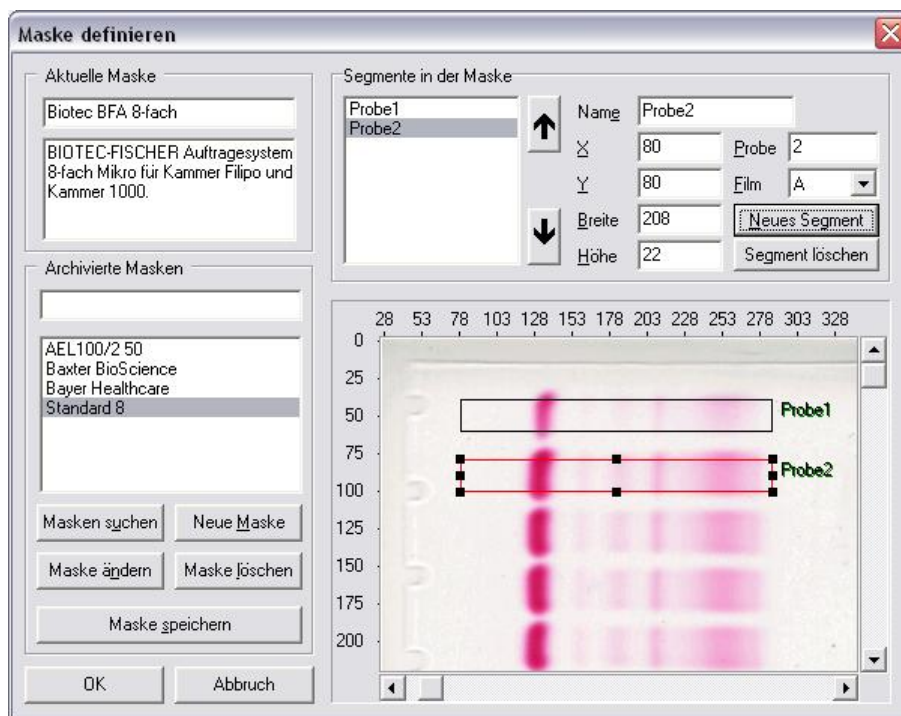 Maske definieren
Aktuelle Maske
Biotec BFA 8-fach
BIOTEC-FISCHER Auftragesystem
8-fach Mikro für Kammer Filipo und
Kammer 1000.
Archivierte Masken
AEL100/2 50
Baxter BioScience
Bayer Healthcare
Standard 8
Masken suchen
Neue Maske
Maske ändern
Maske löschen
Maske speichern
OK
Abbruch
Segmente in der Maske
Probe1
Probe2
Name Probe2
X 80 Probe 2
Y 80 Film A
Breite 208 Neues Segment
Höhe 22 Segment löschen
28 53 78 103 128 153 178 203 228 253 278 303 328
0
25
50
75
100
125
150
175
200
Probe1
Probe2